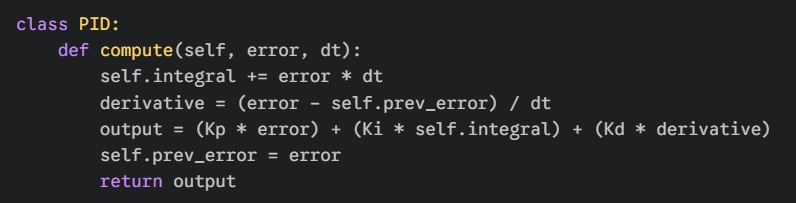 class PID:
    def compute(self, error, dt):
        self.integral += error * dt
        derivative = (error - self.prev_error) / dt
        output = (Kp * error) + (Ki * self.integral) + (Kd * derivative)
        self.prev_error = error
        return output